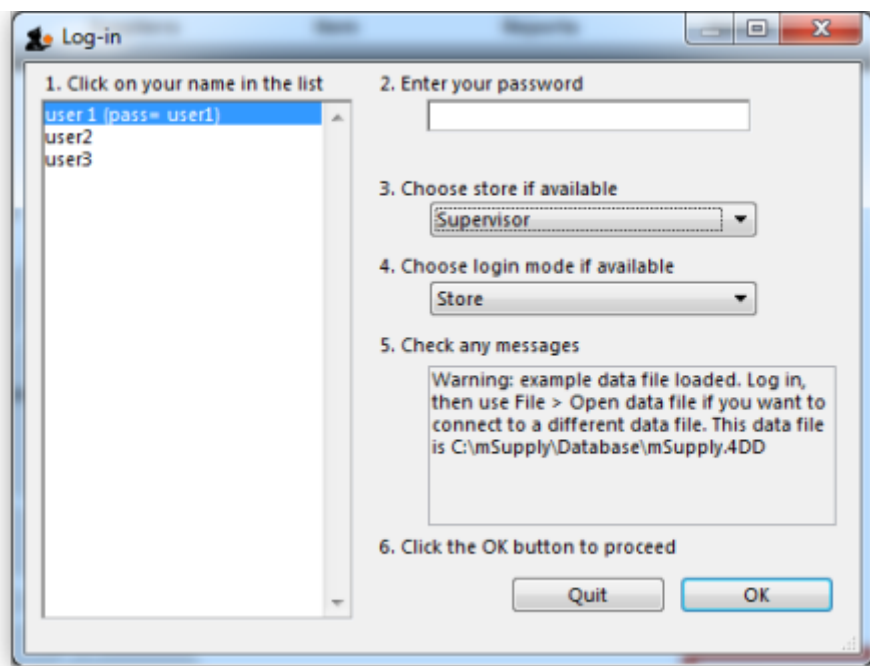 Log-in
1. Click on your name in the list
user 1 (pass= user1)
user2
user3
2. Enter your password
3. Choose store if available
Supervisor
4. Choose login mode if available
Store
5. Check any messages
Warning: example data file loaded. Log in,
then use File > Open data file if you want to
connect to a different data file. This data file
is C:\mSupply\Database\mSupply.4DD
6. Click the OK button to proceed
Quit
OK